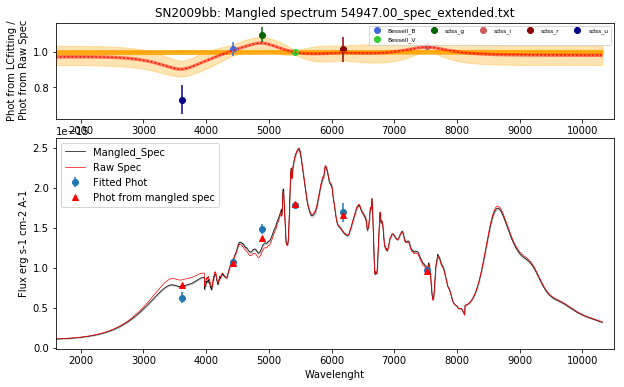 SN2009bb: Mangled spectrum 54947.00_spec_extended.txt
Phot from LCfitting /
Phot from Raw Spec
1.0
0.8
Bessell_B
Bessell_V
sdss_g
sdss_i
sdss_r
sdss_u
2000 3000 4000 5000 6000 7000 8000 9000 10000
Flux erg s-1 cm-2 A-1
2.5
2.0
1.5
1.0
0.5
0.0
Mangled_Spec
Raw Spec
Fitted Phot
Phot from mangled spec
2000 3000 4000 5000 6000 7000 8000 9000 10000
Wavelenght